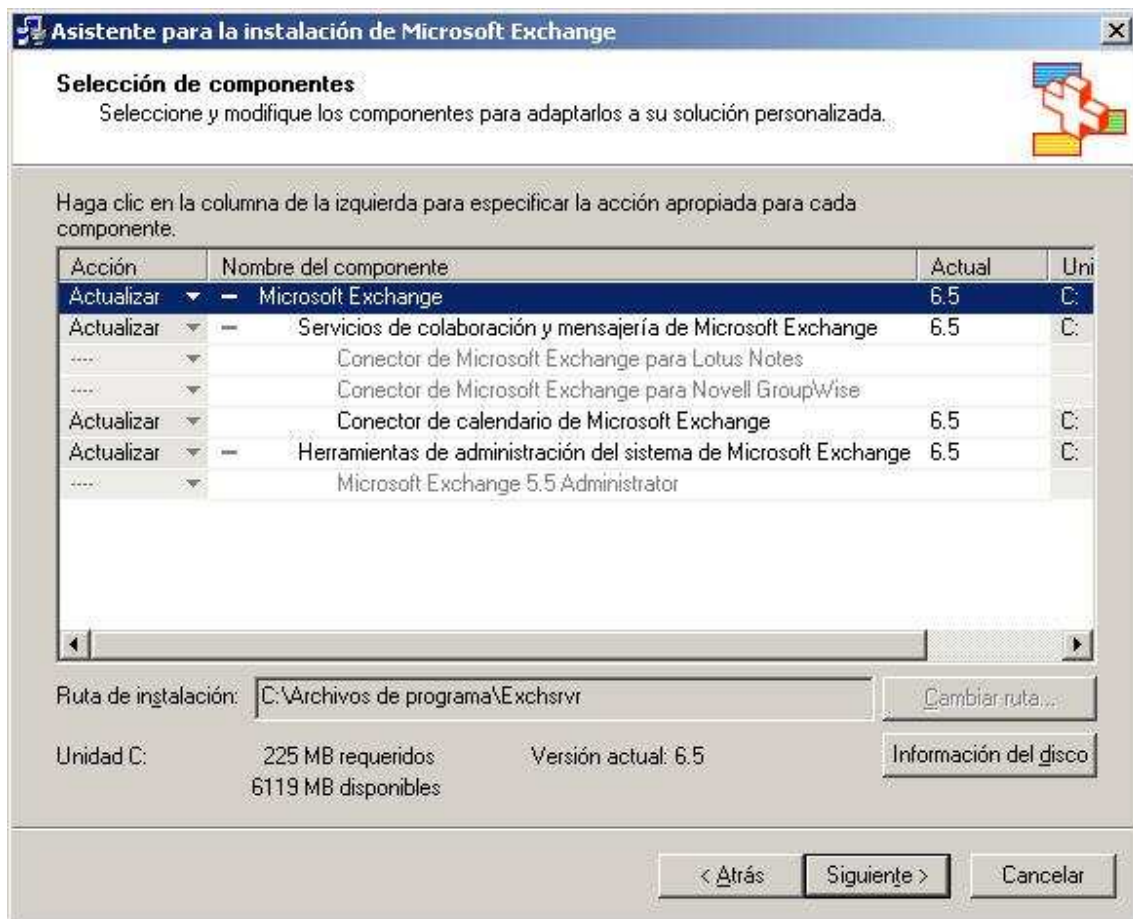 Asistente para la instalación de Microsoft Exchange
Selección de componentes
Seleccione y modifique los componentes para adaptarlos a su solución personalizada.
Haga clic en la columna de la izquierda para especificar la acción apropiada para cada
componente.
Acción Nombre del componente Actual Uni
Actualizar Microsoft Exchange 6.5 C:
Actualizar Servicios de colaboración y mensajería de Microsoft Exchange 6.5 C:
---- Conector de Microsoft Exchange para Lotus Notes
---- Conector de Microsoft Exchange para Novell GroupWise
Actualizar Conector de calendario de Microsoft Exchange 6.5 C:
Actualizar Herramientas de administración del sistema de Microsoft Exchange 6.5 C:
---- Microsoft Exchange 5.5 Administrator
Ruta de instalación: C:\Archivos de programa\Exchsrvr Cambiar ruta...
Unidad C: 225 MB requeridos Versión actual: 6.5 Información del disco
6119 MB disponibles
< Atrás Siguiente > Cancelar